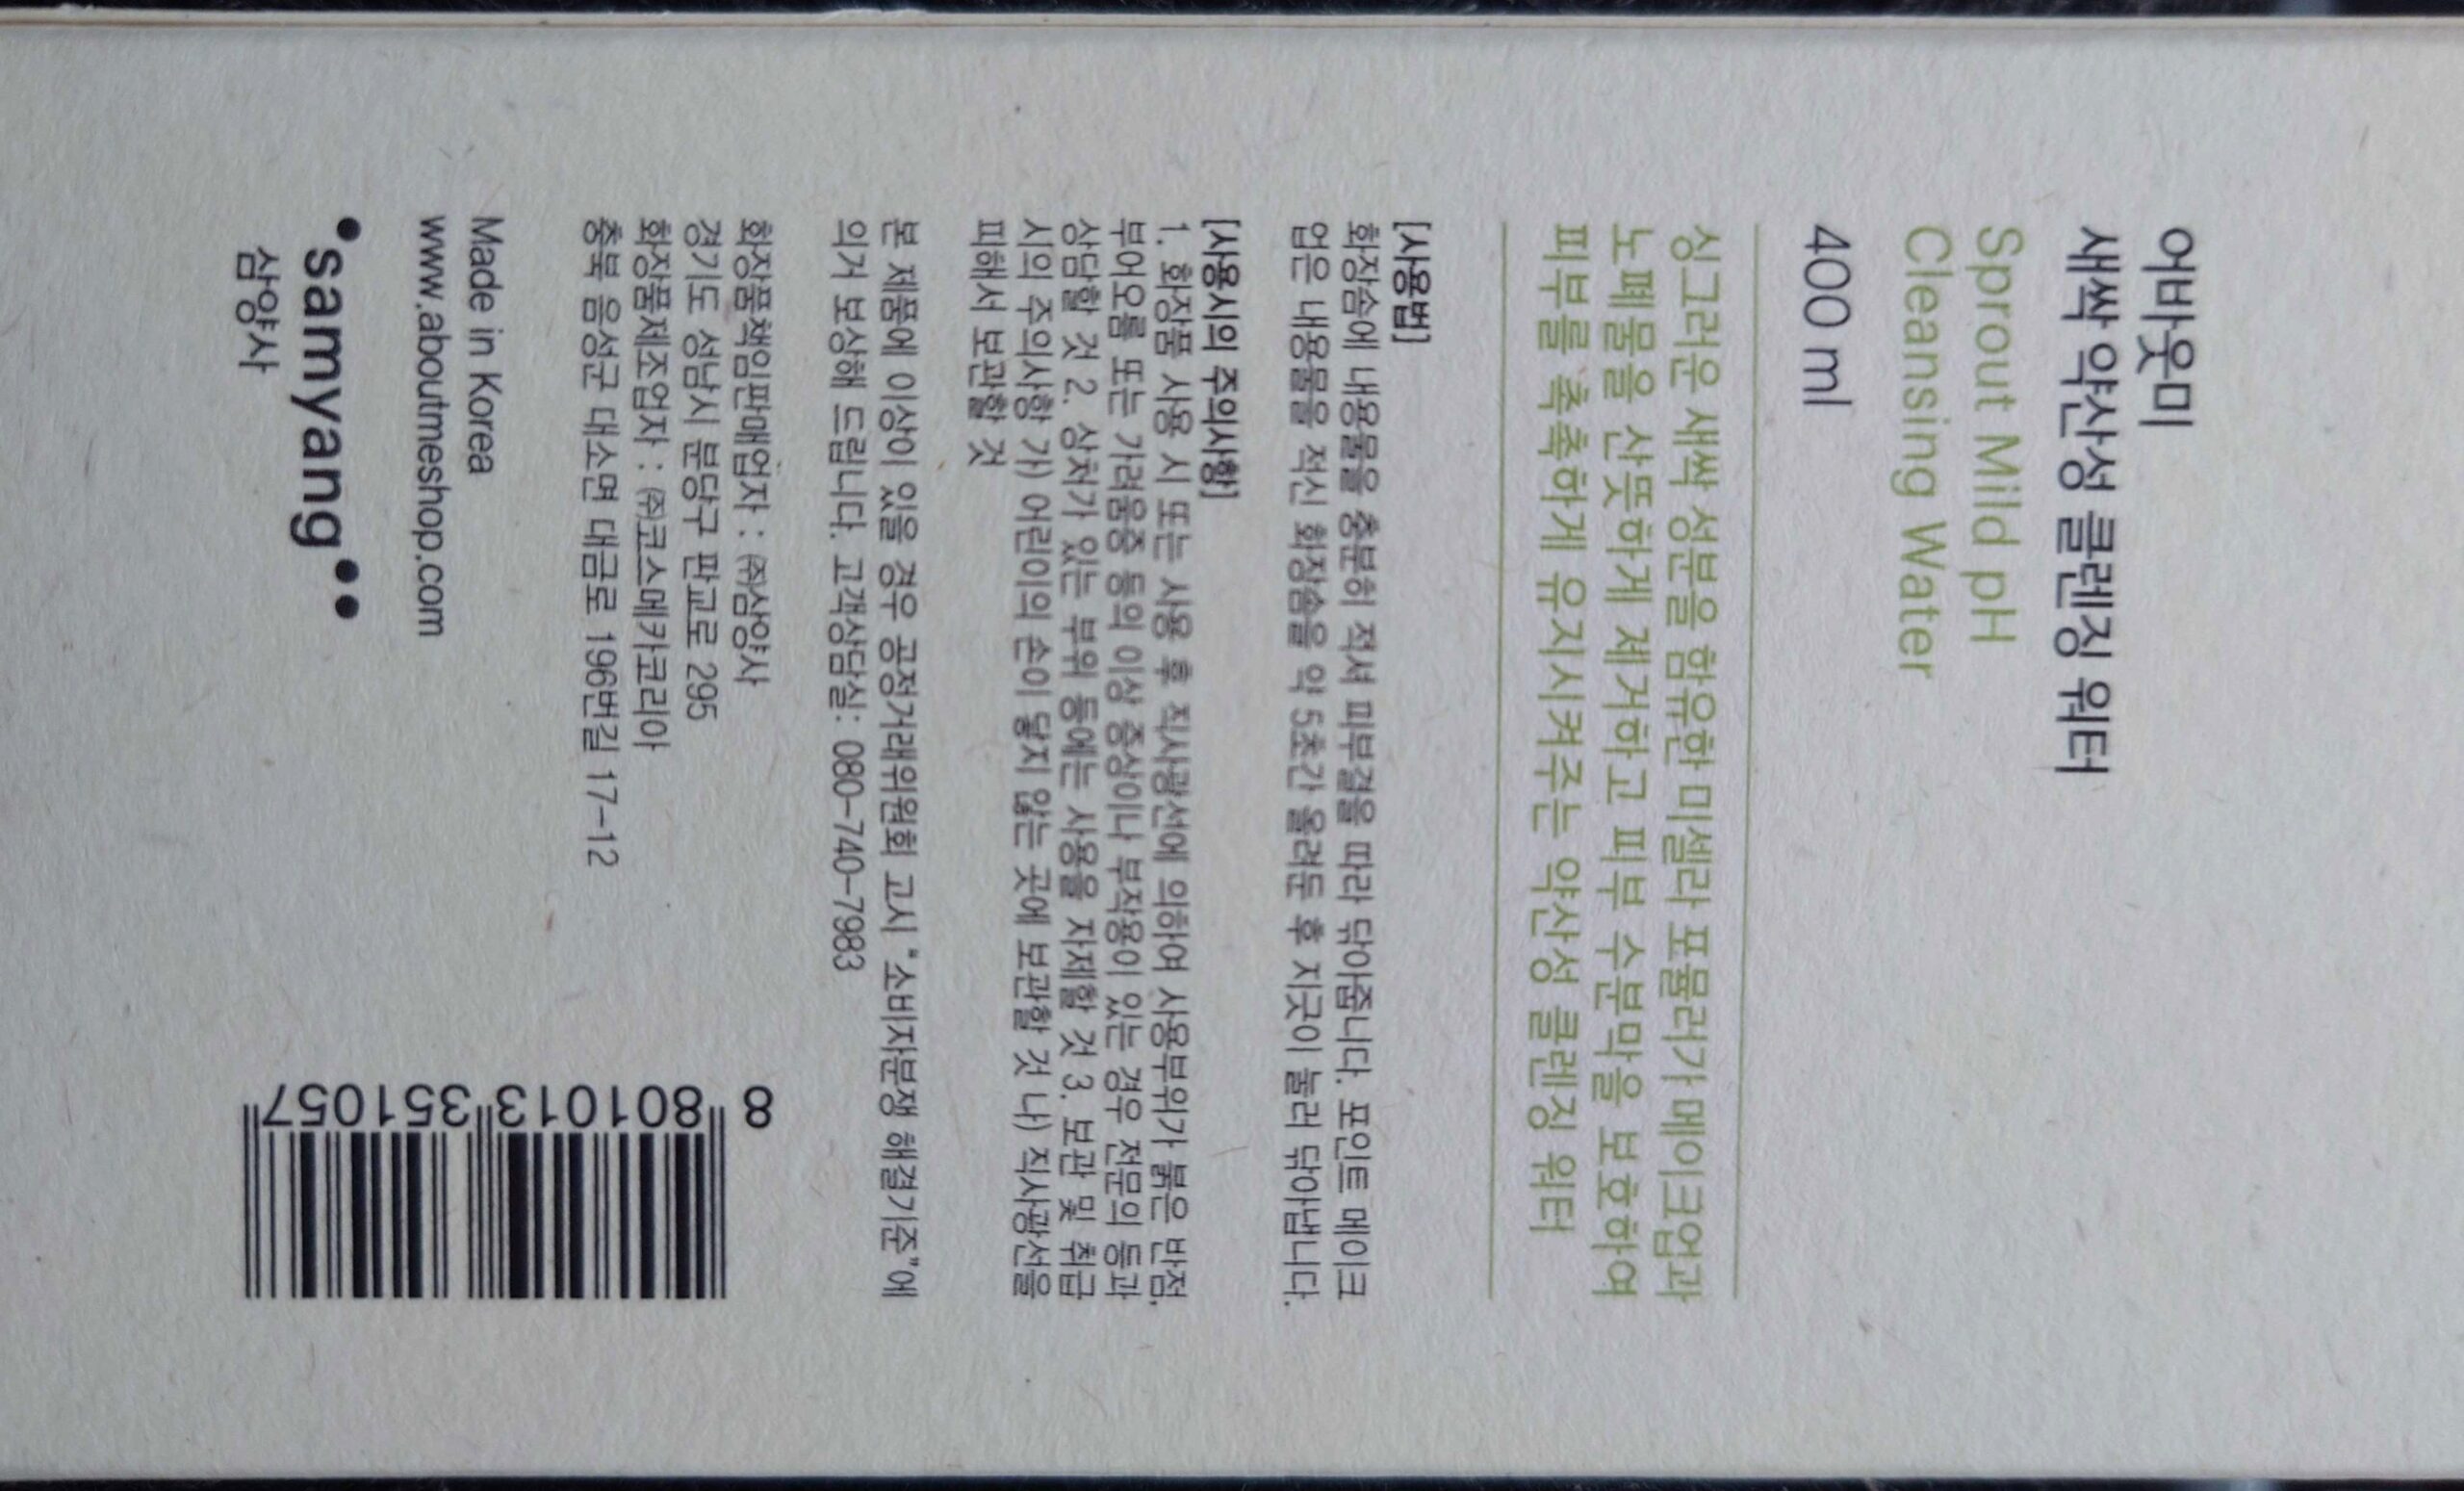 어바웃미
새싹 약산성 클렌징 워터
Sprout Mild pH
Cleansing Water
400 ml
싱그러운 새싹 성분을 함유한 미셀라 포뮬러가 메이크업과
노폐물을 산뜻하게 제거하고 피부 수분막을 보호하여
피부를 촉촉하게 유지시켜주는 약산성 클렌징 워터
[사용법]
화장솜에 내용물을 충분히 적셔 피부결을 따라 닦아줍니다. 포인트 메이크
업은 내용물을 적신 화장솜을 약 5초간 올려둔 후 지긋이 눌러 닦아냅니다.
[사용시의 주의사항]
1. 화장품 사용 시 또는 사용 후 직사광선에 의하여 사용부위가 붉은 반점,
부어오름 또는 가려움증 등의 이상 증상이나 부작용이 있는 경우 전문의 등과
상담할 것 2. 상처가 있는 부위 등에는 사용을 자제할 것 3. 보관 및 취급
시의 주의사항 가) 어린이의 손이 닿지 않는 곳에 보관할 것 나) 직사광선을
피해서 보관할 것
본 제품에 이상이 있을 경우 공정거래위원회 고시 "소비자분쟁 해결기준"에
의거 보상해 드립니다. 고객상담실: 080-740-7983
화장품책임판매업자 : ㈜삼양사
경기도 성남시 분당구 판교로 295
화장품제조업자 : ㈜코스메카코리아
충북 음성군 대소면 대금로 196번길 17-12
Made in Korea
www.aboutmeshop.com
samyang
삼양사
8 801013 351057